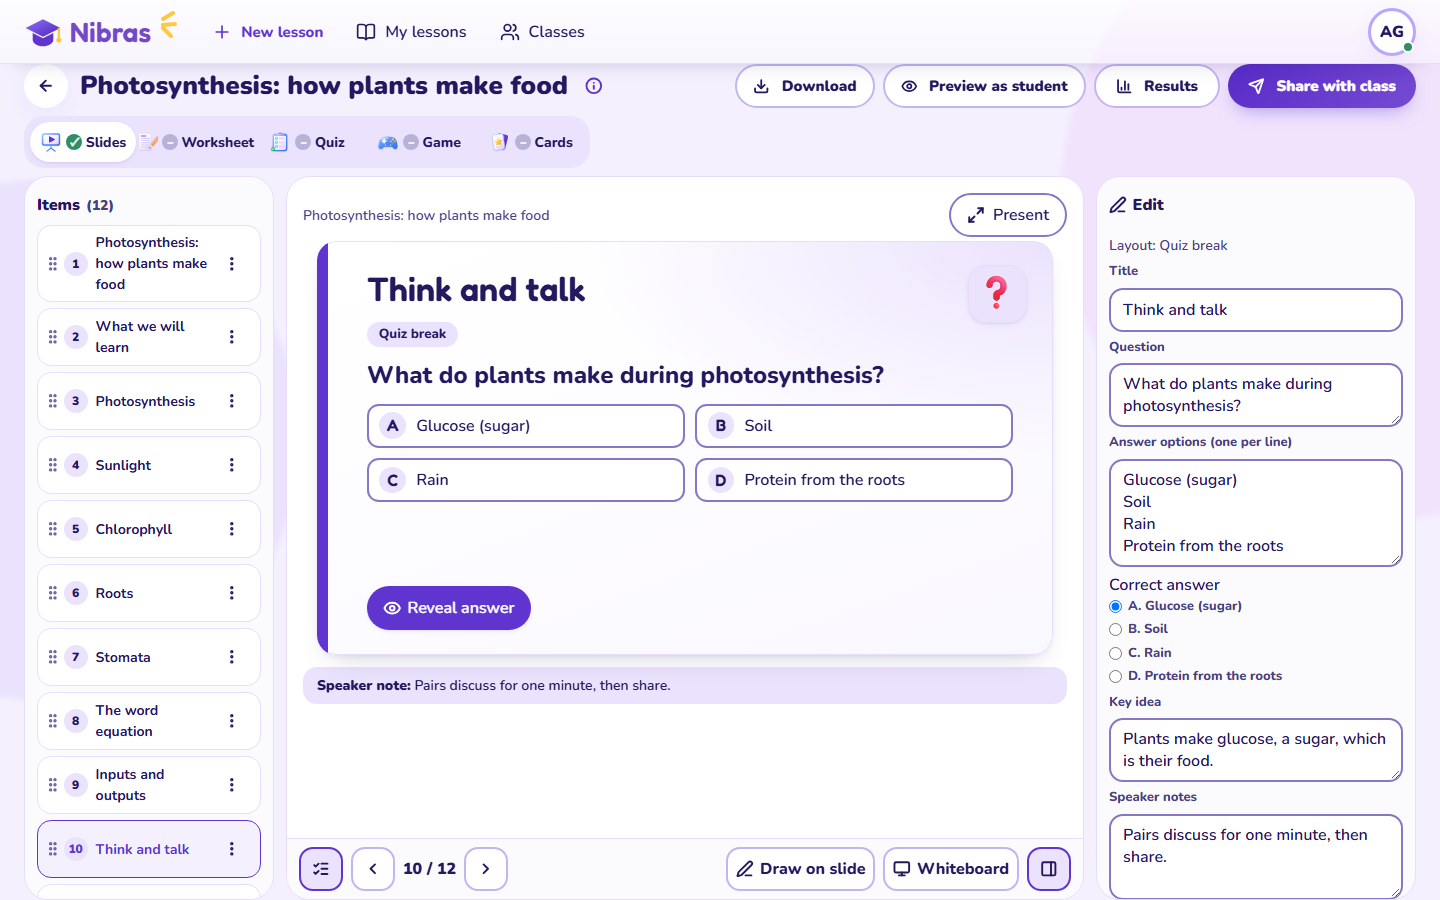 Nibras
New lesson
My lessons
Classes
AG
Photosynthesis: how plants make food
Download
Preview as student
Results
Share with class
Slides
Worksheet
Quiz
Game
Cards
Items (12)
1
Photosynthesis:
how plants make
food
2
What we will
learn
3
Photosynthesis
4
Sunlight
5
Chlorophyll
6
Roots
7
Stomata
8
The word
equation
9
Inputs and
outputs
10
Think and talk
Photosynthesis: how plants make food
Present
Think and talk
Quiz break
What do plants make during photosynthesis?
A Glucose (sugar)
B Soil
C Rain
D Protein from the roots
Reveal answer
Speaker note: Pairs discuss for one minute, then share.
10 / 12
Draw on slide
Whiteboard
Edit
Layout: Quiz break
Title
Think and talk
Question
What do plants make during
photosynthesis?
Answer options (one per line)
Glucose (sugar)
Soil
Rain
Protein from the roots
Correct answer
A. Glucose (sugar)
B. Soil
C. Rain
D. Protein from the roots
Key idea
Plants make glucose, a sugar, which
is their food.
Speaker notes
Pairs discuss for one minute, then
share.